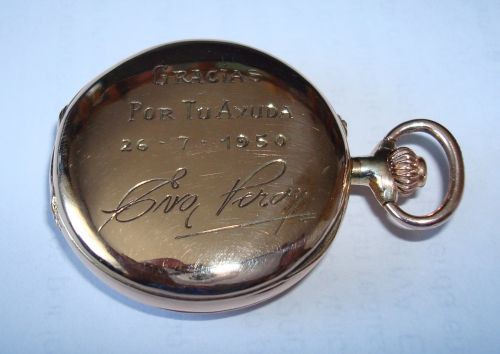 GRACIAS
POR TU AYUDA
26-7-1950
Eva Perón